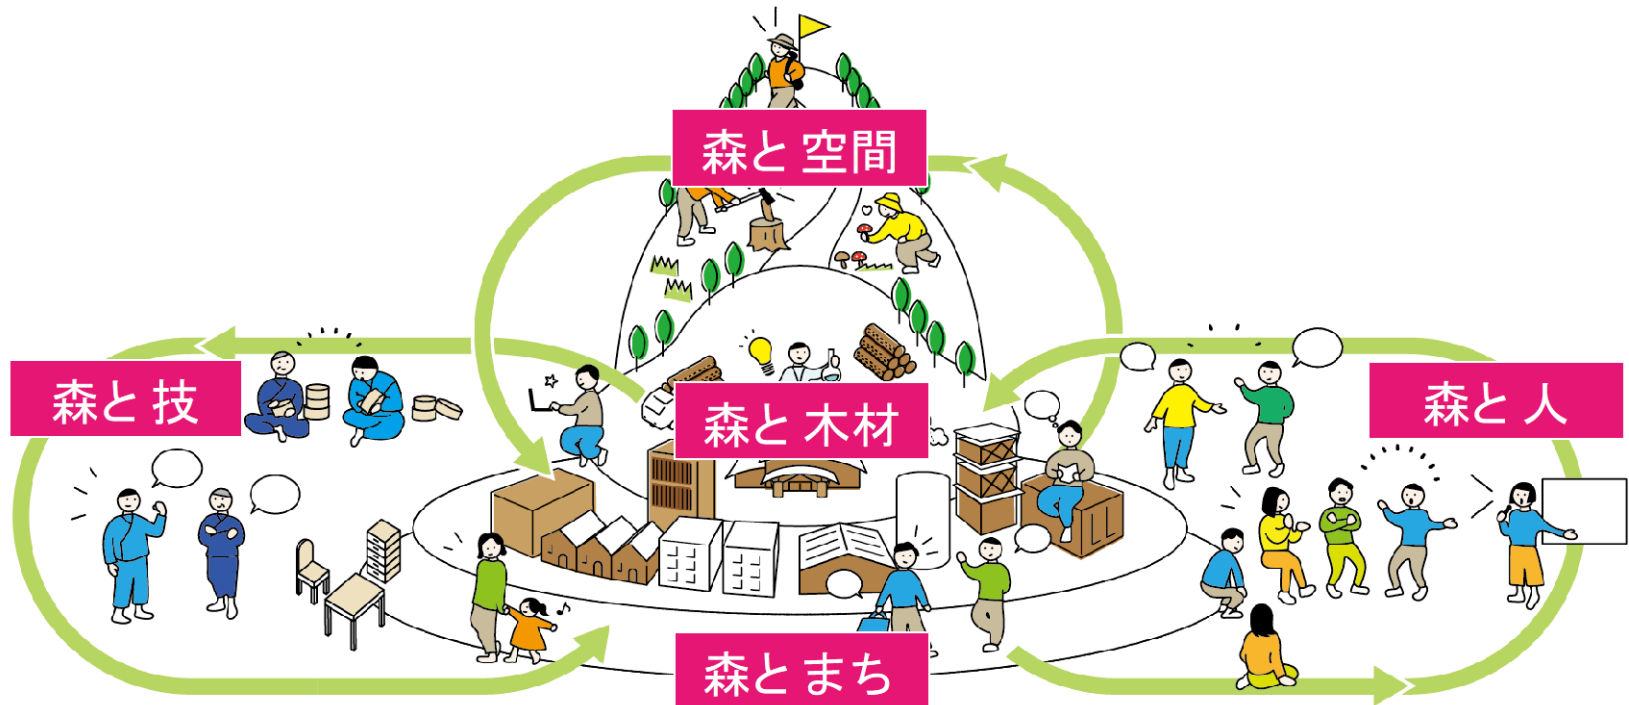 森と 空間
森と 技
森と 木材
森と 人
森と まち